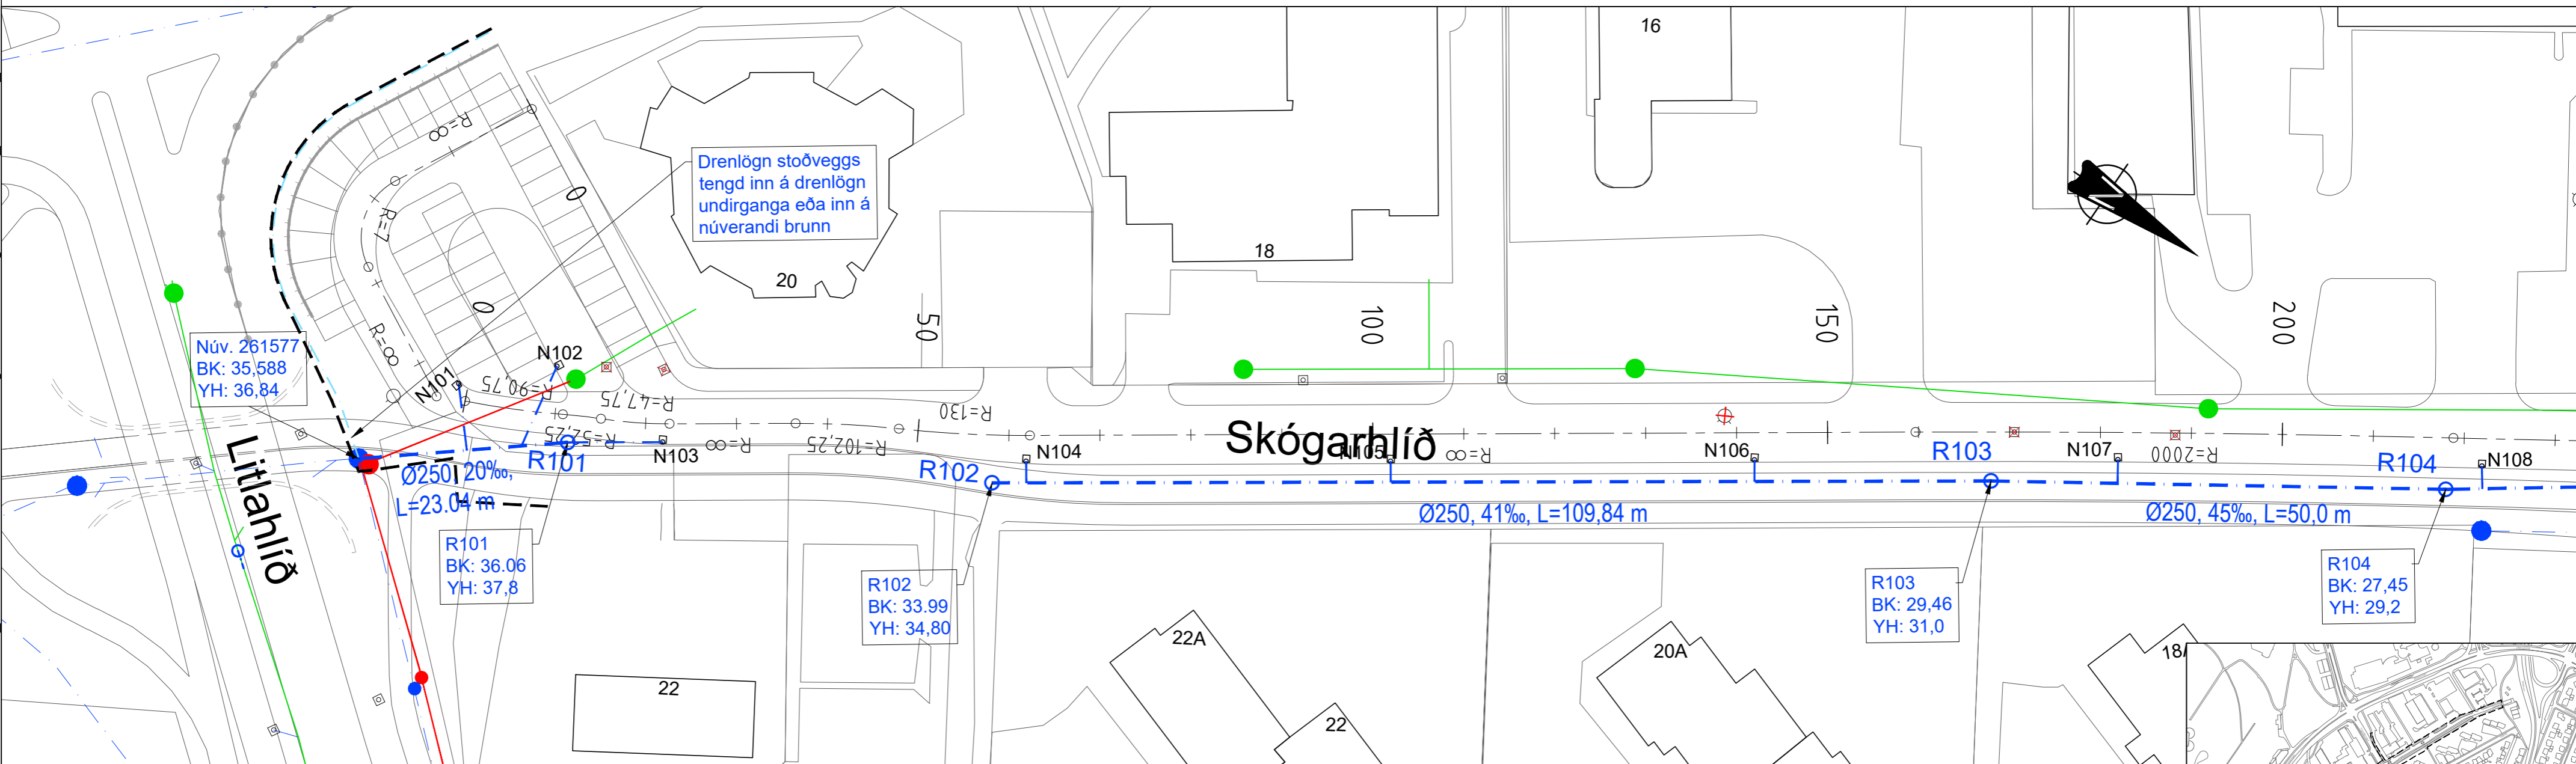 16
R=∞
R=7
R=∞
0
0
Drenlögn stoðveggs
tengd inn á drenlögn
undirganga eða inn á
núverandi brunn
20
18
50
100
150
200
Núv. 261577
BK: 35,588
YH: 36,84
N101
N102
R=90,75
R=47,75
R=52,25
R=∞
R=102,25
R=130
Skógarhlíð
R=∞
R=2000
R101
N103
R102
N104
N105
N106
R103
N107
R104
N108
Litlahlíð
Ø250, 20‰,
L=23.04 m
Ø250, 41‰, L=109,84 m
Ø250, 45‰, L=50,0 m
R101
BK: 36.06
YH: 37,8
R102
BK: 33.99
YH: 34,80
R103
BK: 29,46
YH: 31,0
R104
BK: 27,45
YH: 29,2
22
22A
22
20A